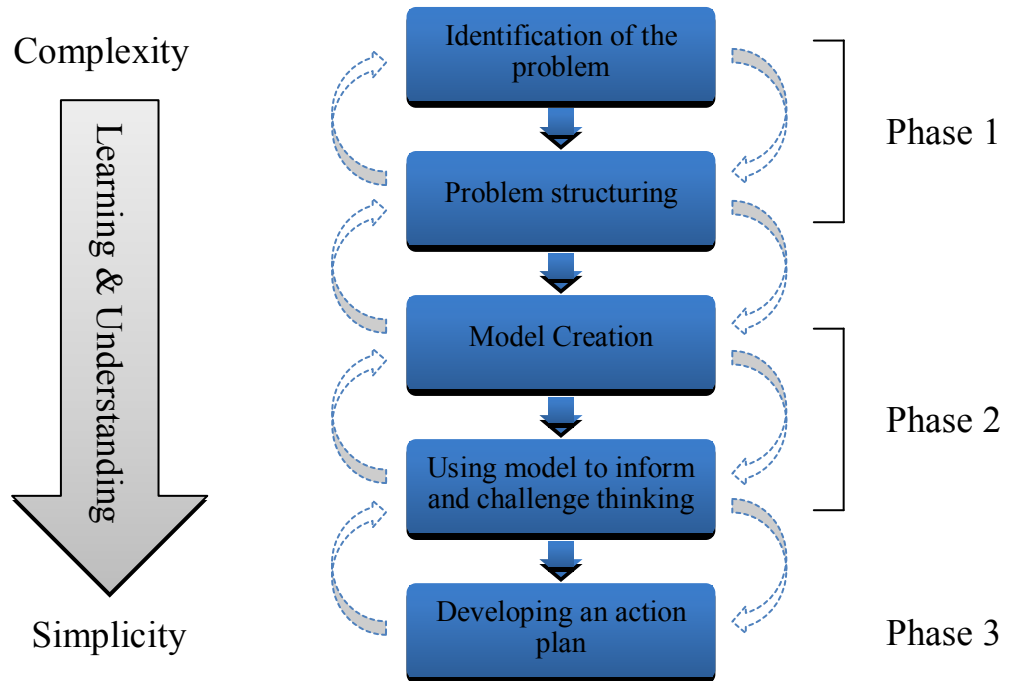 Complexity
Learning & Understanding
Simplicity
Identification of the
problem
Problem structuring
Model Creation
Using model to inform
and challenge thinking
Developing an action
plan
Phase 1
Phase 2
Phase 3